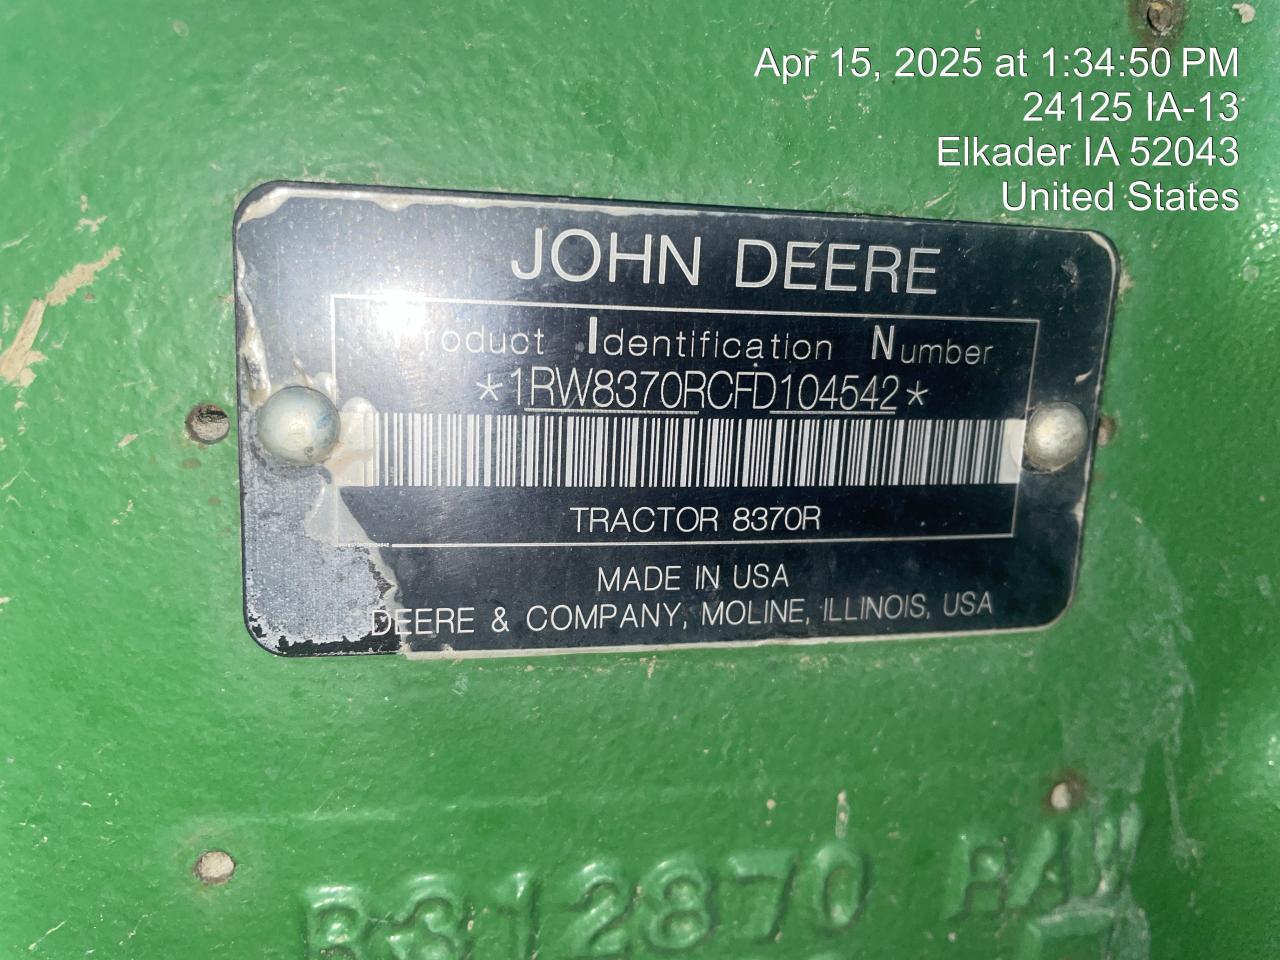 Apr 15, 2025 at 1:34:50 PM
24125 IA-13
Elkader IA 52043
United States
JOHN DEERE
Product Identification Number
*1RW8370RCFD104542*
TRACTOR 8370R
MADE IN USA
DEERE & COMPANY, MOLINE, ILLINOIS, USA
R312870